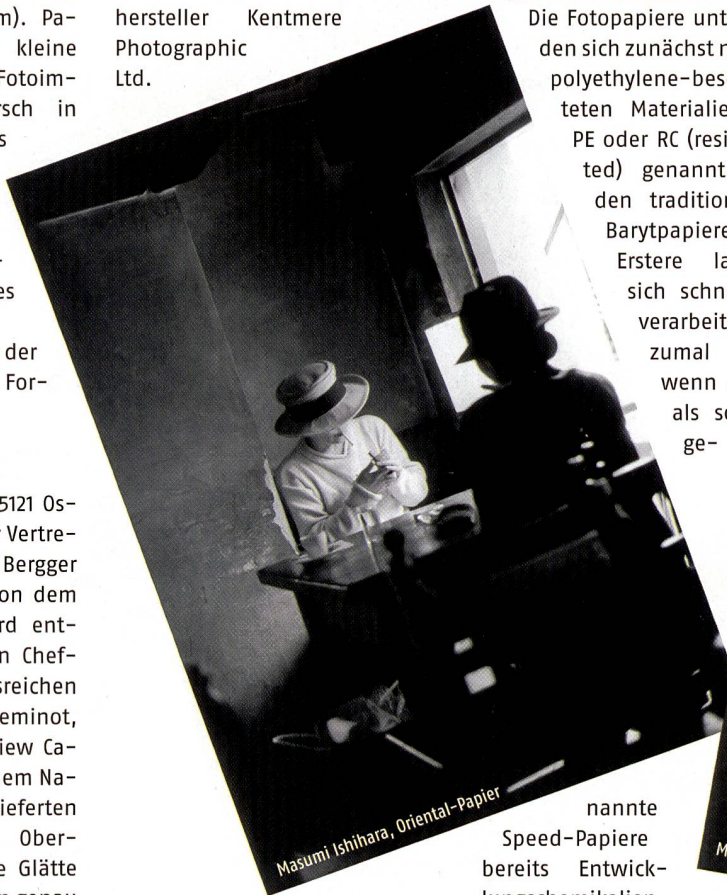 m). Pa-
kleine
Fotoim-
rsch in
s
es
der
For-
5121 Os-
r Vertre-
Bergger
on dem
rd ent-
n Chef-
sreichen
eminot,
iew Ca-
em Na-
ieferten
Ober-
e Glätte
genau
hersteller Kentmere
Photographic
Ltd.
Masumi Ishihara, Oriental-Papier
Die Fotopapiere unt
den sich zunächst n
polyethylene-bes
teten Materialie
PE oder RC (resi
ted) genannt
den tradition
Barytpapiere
Erstere la
sich schn
verarbeit
zumal
wenn
als s
ge-
nannte
Speed-Papiere
bereits Entwick-
lungschemikalien
M